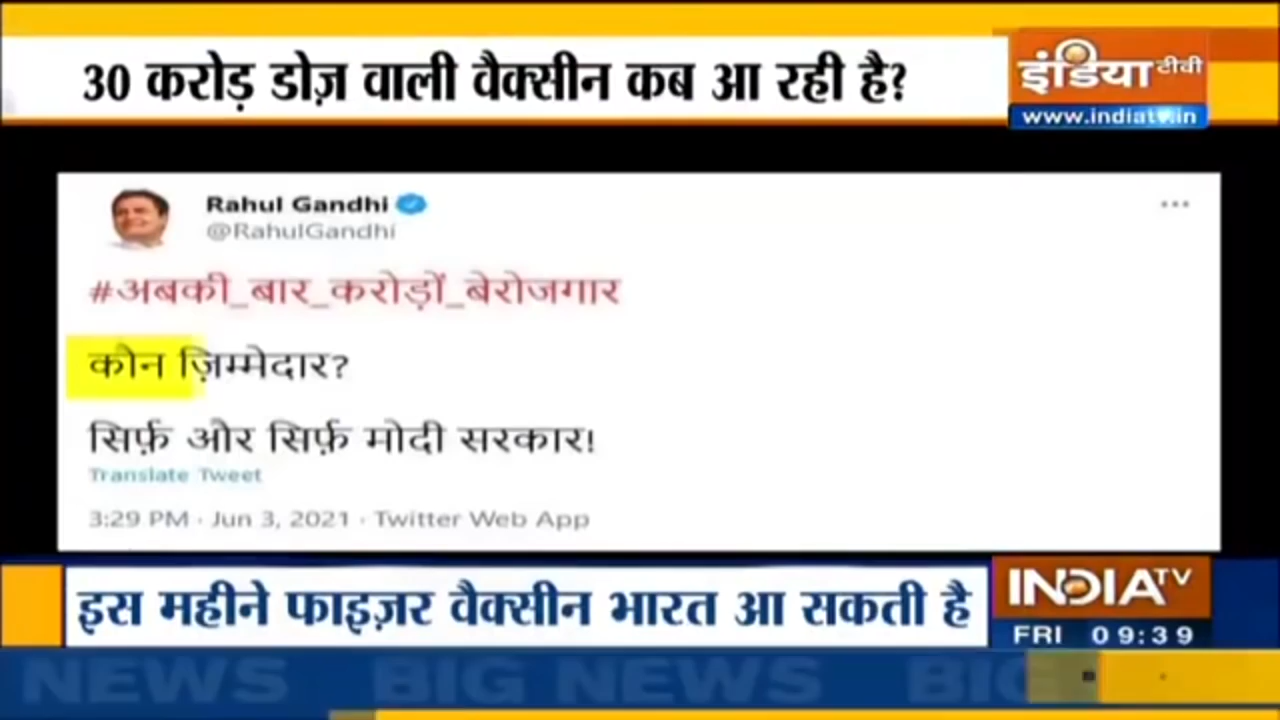 30 करोड़ डोज़ वाली वैक्सीन कब आ रही है?
इंडिया टीवी
www.indiatv.in
Rahul Gandhi
@RahulGandhi
#अबकी_बार_करोड़ों_बेरोजगार
कौन ज़िम्मेदार?
सिर्फ़ और सिर्फ़ मोदी सरकार!
Translate Tweet
3:29 PM · Jun 3, 2021 · Twitter Web App
इस महीने फाइज़र वैक्सीन भारत आ सकती है
INDIA TV
FRI 09:39
NEWS BIG NEWS BIG